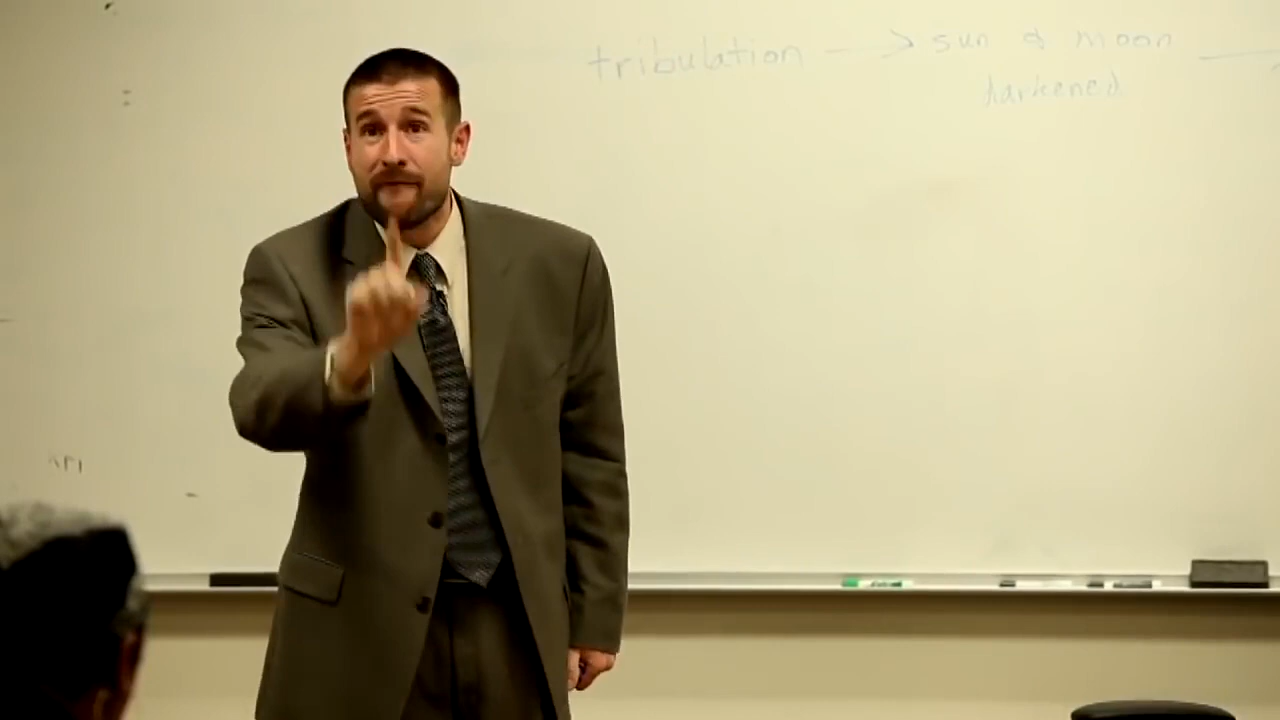 tribulation → sun & moon →
darkened